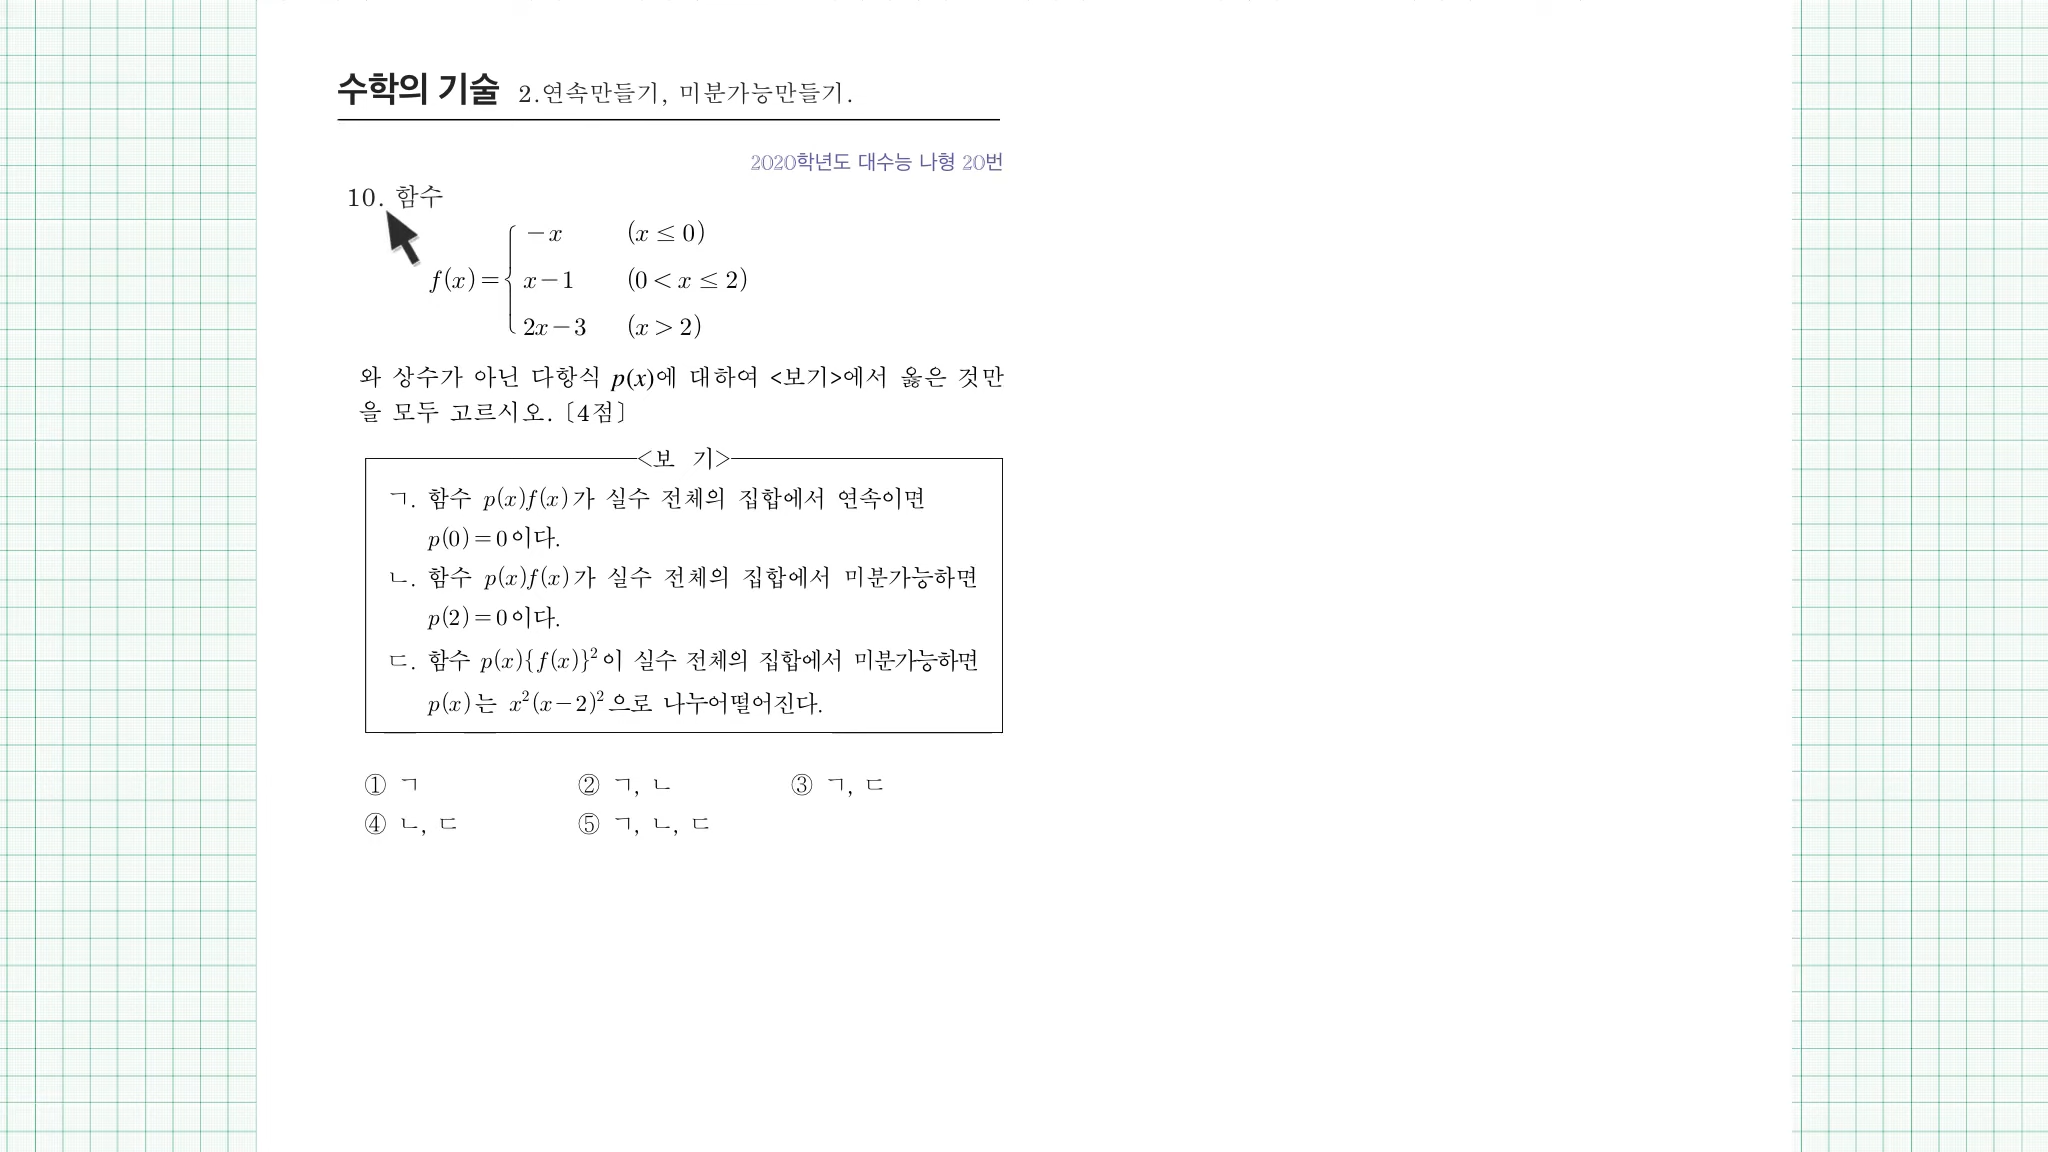 수학의 기술 2.연속만들기, 미분가능만들기.
2020학년도 대수능 나형 20번
10. 함수
f(x)= { -x (x ≤ 0)
x-1 (0 < x ≤ 2)
2x-3 (x > 2)
와 상수가 아닌 다항식 p(x)에 대하여 <보기>에서 옳은 것만
을 모두 고르시오. [4점]
<보 기>
ㄱ. 함수 p(x)f(x)가 실수 전체의 집합에서 연속이면
p(0)=0이다.
ㄴ. 함수 p(x)f(x)가 실수 전체의 집합에서 미분가능하면
p(2)=0이다.
ㄷ. 함수 p(x){f(x)}²이 실수 전체의 집합에서 미분가능하면
p(x)는 x²(x-2)²으로 나누어떨어진다.
① ㄱ ② ㄱ, ㄴ ③ ㄱ, ㄷ
④ ㄴ, ㄷ ⑤ ㄱ, ㄴ, ㄷ